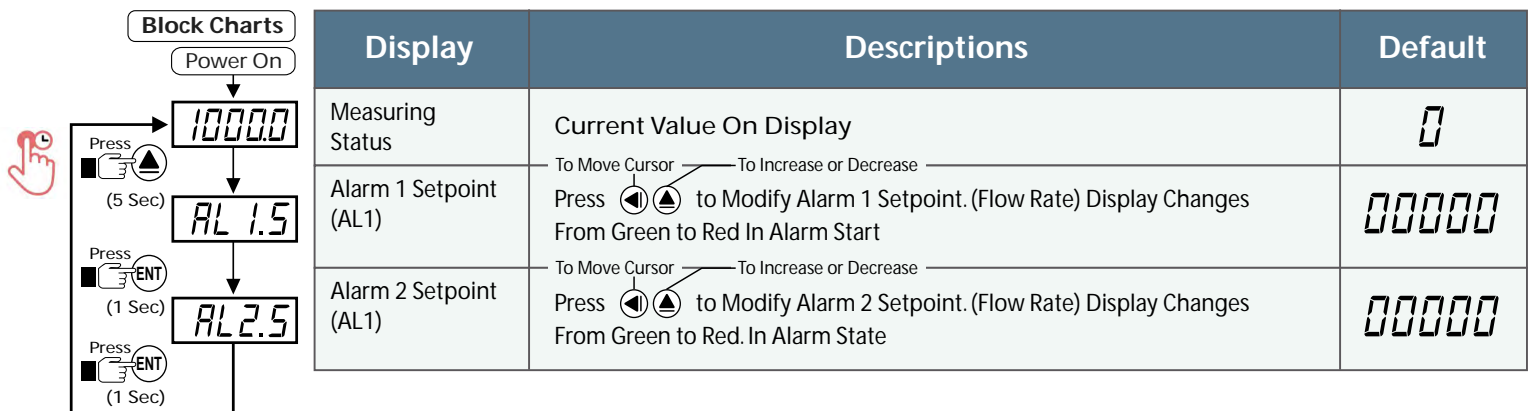 Block Charts
Power On
1000.0
Press
(5 Sec)
AL 1.5
Press
ENT
(1 Sec)
AL2.5
Press
ENT
(1 Sec)
Display Descriptions Default
Measuring
Status
Current Value On Display
0
Alarm 1 Setpoint
(AL1)
To Move Cursor To Increase or Decrease
Press to Modify Alarm 1 Setpoint. (Flow Rate) Display Changes
From Green to Red In Alarm Start
00000
Alarm 2 Setpoint
(AL1)
To Move Cursor To Increase or Decrease
Press to Modify Alarm 2 Setpoint. (Flow Rate) Display Changes
From Green to Red. In Alarm State
00000